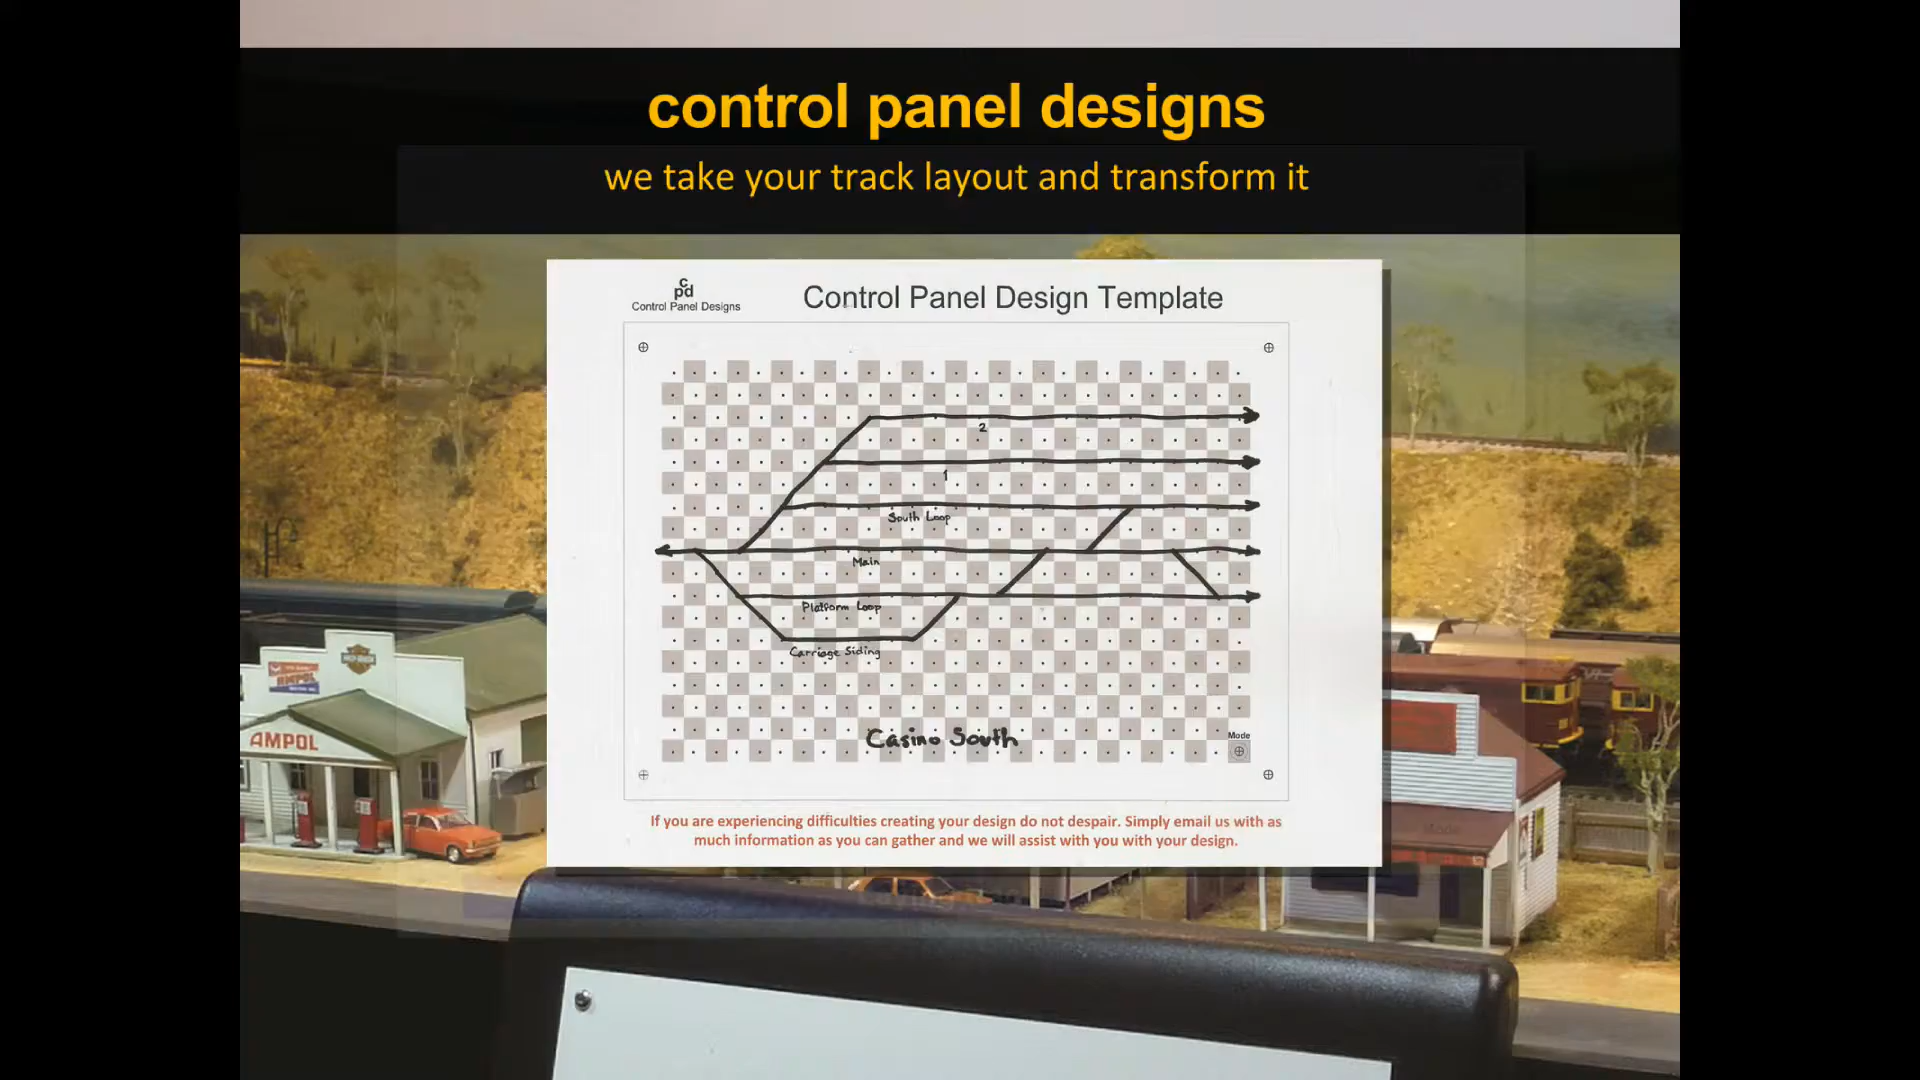 control panel designs
we take your track layout and transform it
c
pd
Control Panel Designs
Control Panel Design Template
2
1
South Loop
Main
Platform Loop
Carriage Siding
Casino South
Mode
If you are experiencing difficulties creating your design do not despair. Simply email us with as
much information as you can gather and we will assist with you with your design.
AMPOL
AMPOL